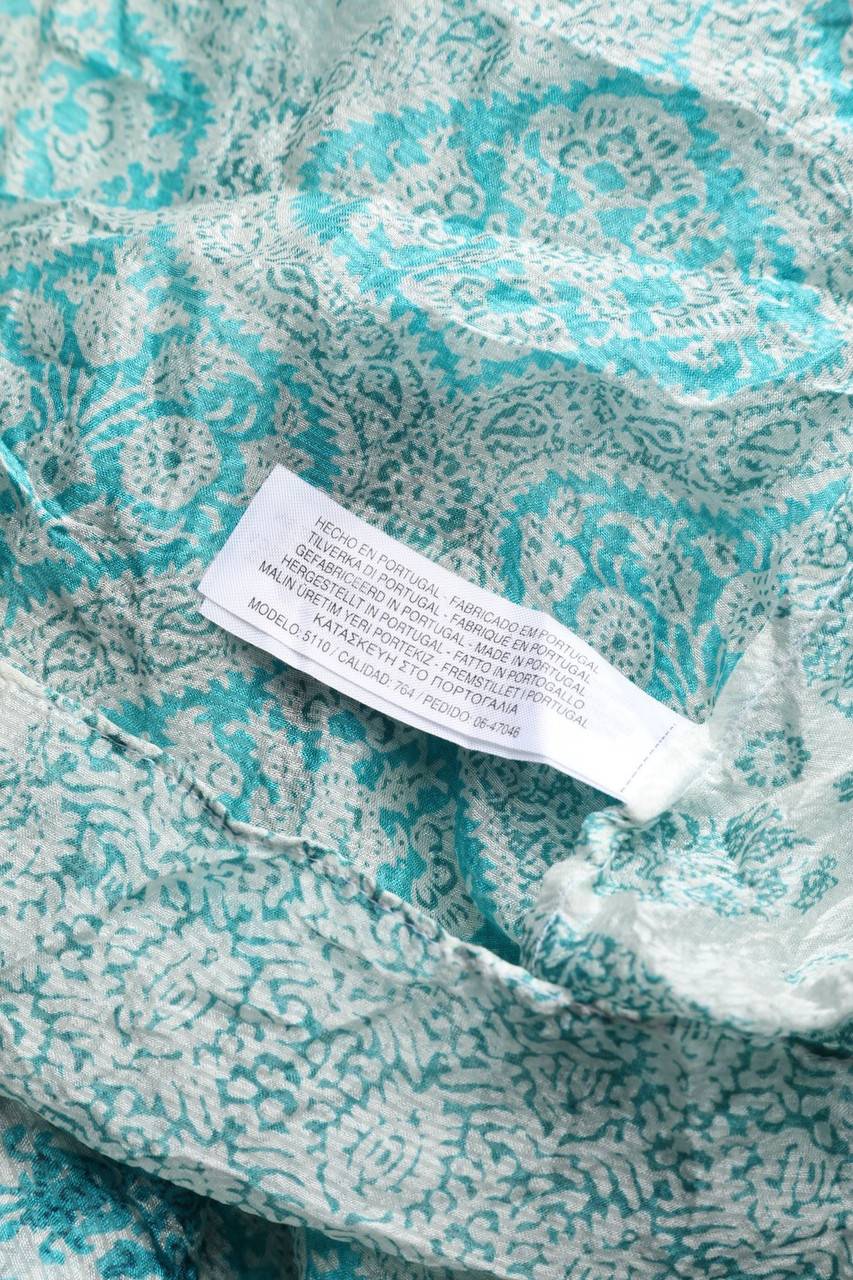 HECHO EN PORTUGAL - FABRICADO EM PORTUGAL
TILVERKA DI PORTUGAL - FABRIQUE EN PORTUGAL
GEFABRICEERD IN PORTUGAL - MADE IN PORTUGAL
HERGESTELLT IN PORTUGAL - FATTO IN PORTOGALLO
MALIN ÜRETIM YERI PORTEKIZ - FREMSTILLET I PORTUGAL
ΚΑΤΑΣΚΕΥΗ ΣΤΟ ΠΟΡΤΟΓΑΛΙΑ
MODELO: 5110 / CALIDAD: 764 / PEDIDO: 06-47046